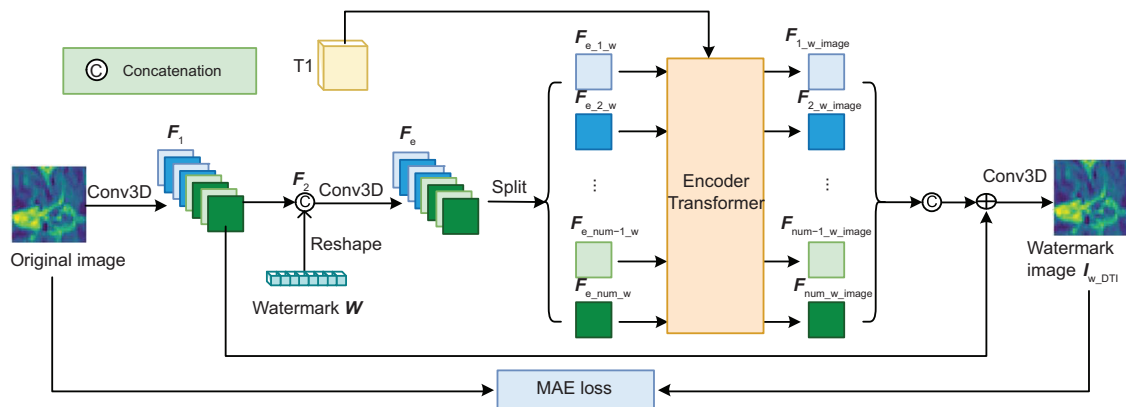 T1
© Concatenation
F_e_1_w
F_1_w_image
F_e_2_w
F_2_w_image
F_1
F_e
Conv3D
F_2
C
Conv3D
Split
⋮
Encoder
Transformer
⋮
C
Conv3D
Reshape
Original image
F_e_num−1_w
F_num-1_w_image
Watermark
image I_w_DTI
Watermark W
F_e_num_w
F_num_w_image
MAE loss